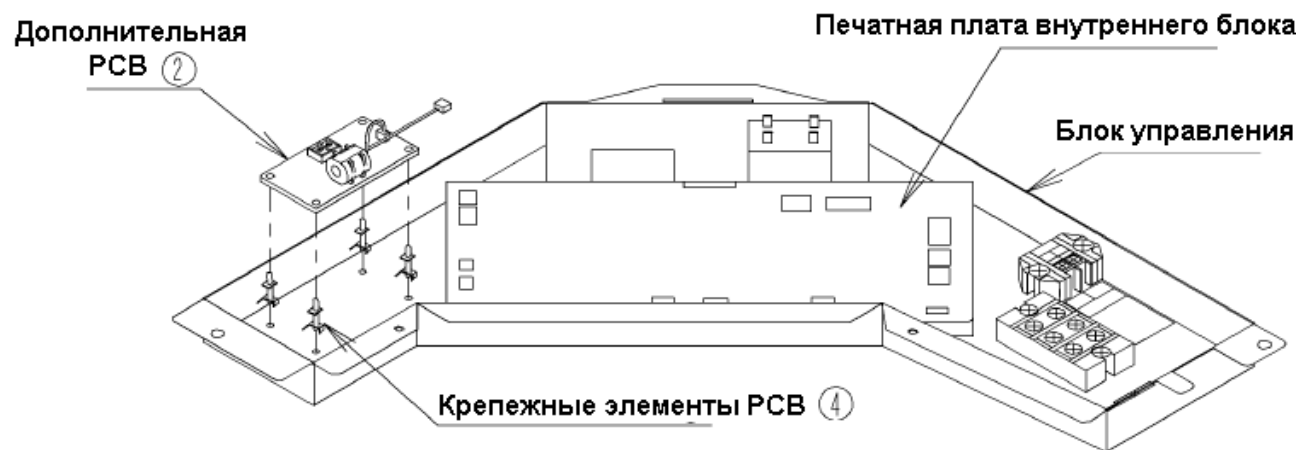 Дополнительная
PCB ②
Печатная плата внутреннего блока
Блок управления
Крепежные элементы PCB ④